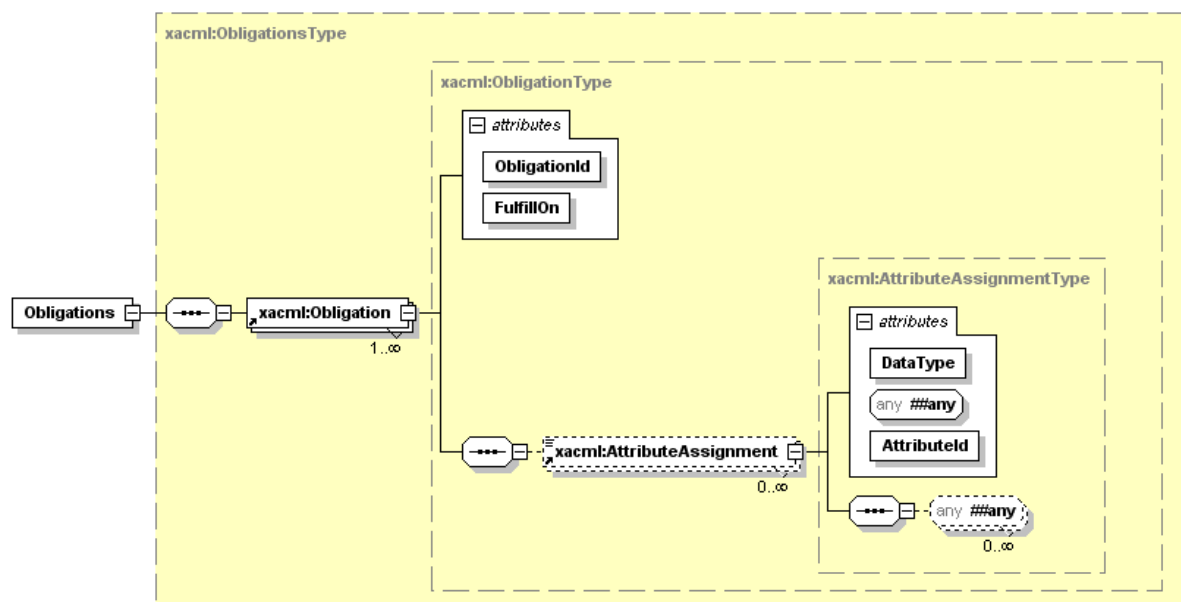 xacml:ObligationsType
xacml:ObligationType
attributes
ObligationId
FulfillOn
xacml:AttributeAssignmentType
Obligations
xacml:Obligation
1..∞
attributes
DataType
any ##any
AttributeId
xacml:AttributeAssignment
0..∞
any ##any
0..∞